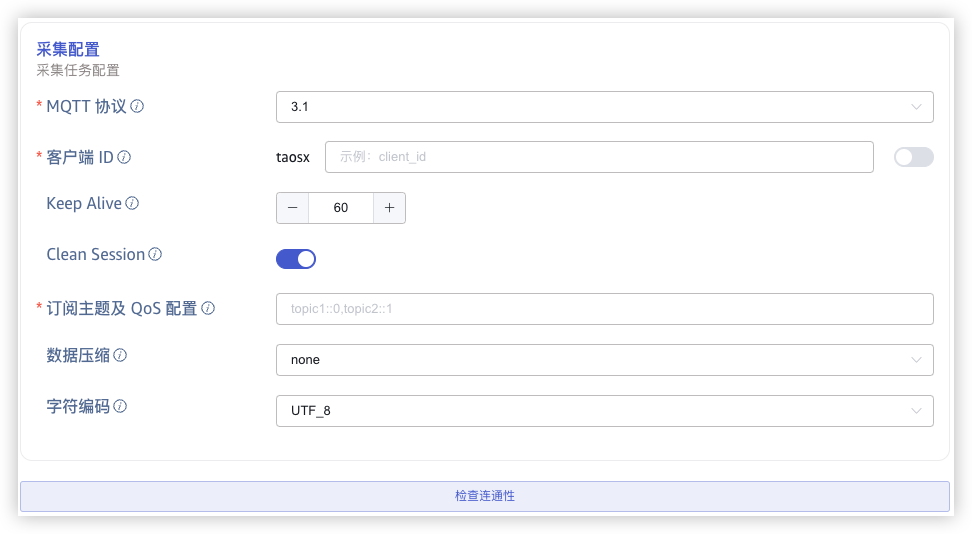 采集配置
采集任务配置
* MQTT 协议
3.1
* 客户端 ID
taosx 示例：client_id
Keep Alive
60
Clean Session
* 订阅主题及 QoS 配置
topic1::0,topic2::1
数据压缩
none
字符编码
UTF_8
检查连通性